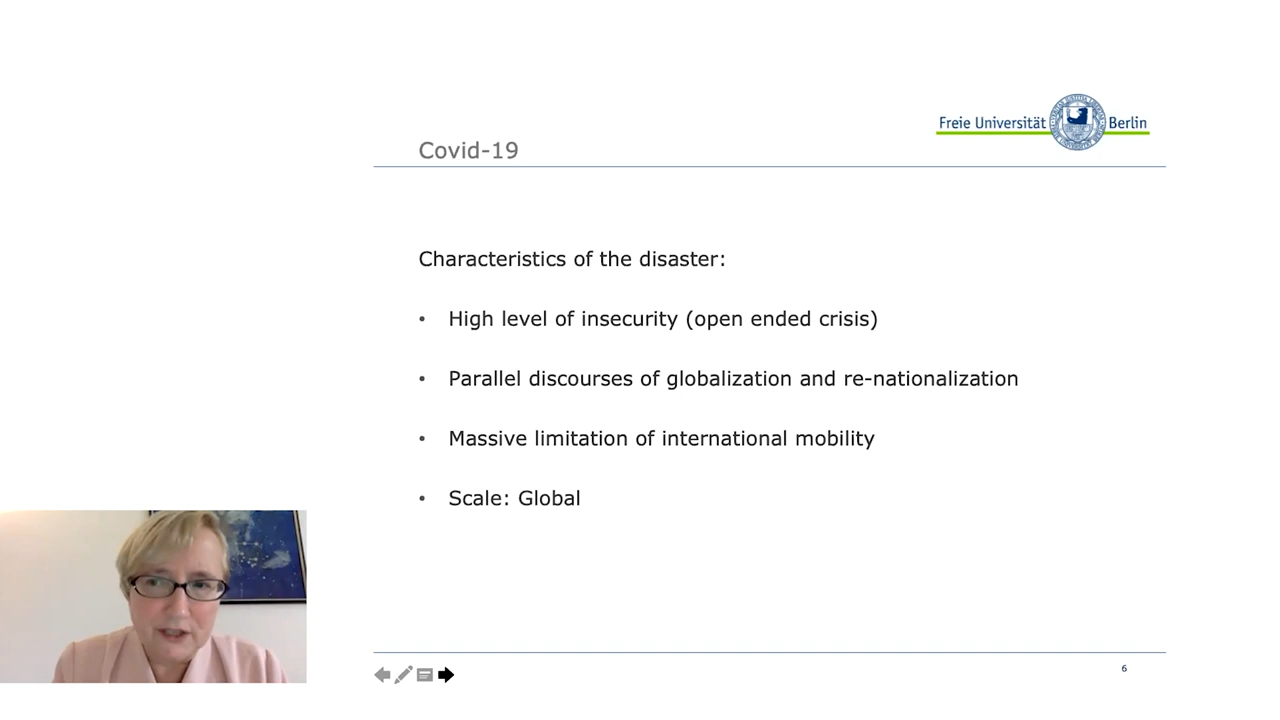 Freie Universität Berlin
Covid-19
Characteristics of the disaster:
• High level of insecurity (open ended crisis)
• Parallel discourses of globalization and re-nationalization
• Massive limitation of international mobility
• Scale: Global
6